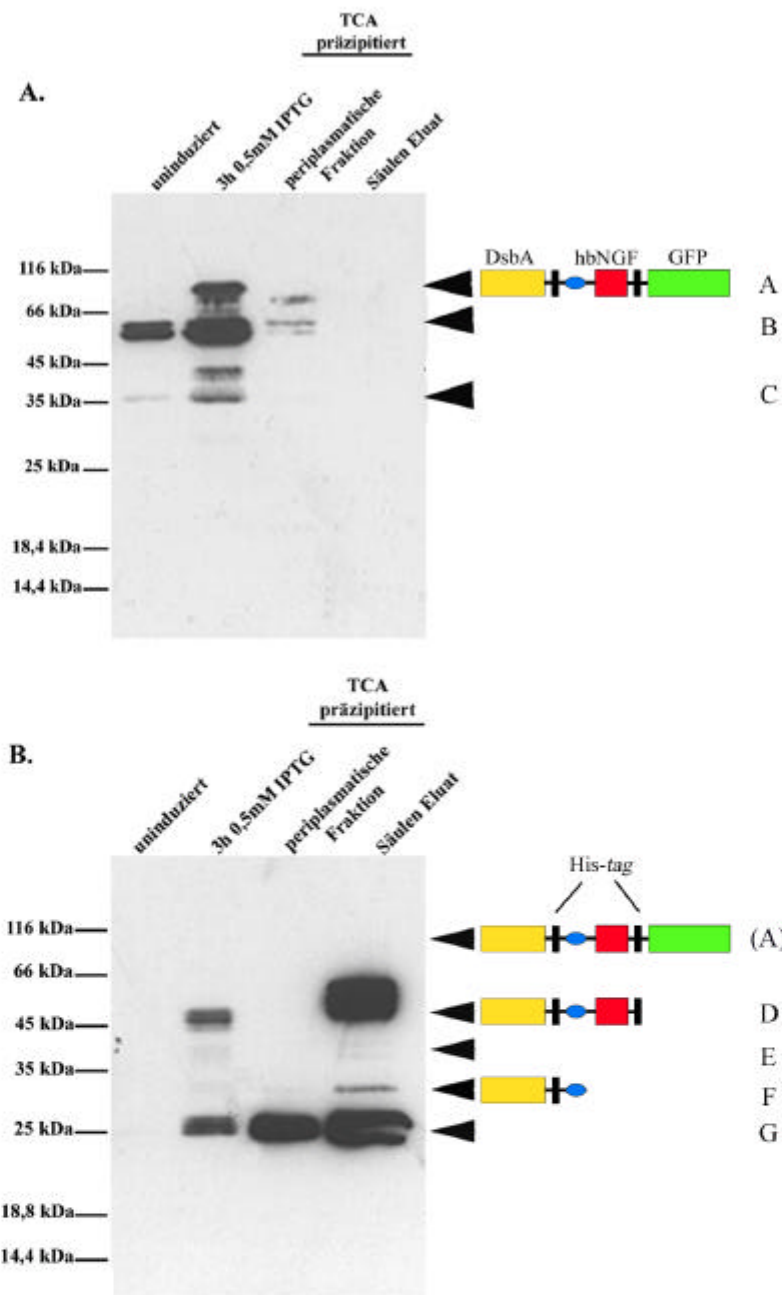 TCA
präzipitiert
A.
uninduziert
3h 0,5mM IPTG
periplasmatische
Fraktion
Säulen Eluat
DsbA hbNGF GFP
116 kDa
A
66 kDa
B
45 kDa
35 kDa
C
25 kDa
18,4 kDa
14,4 kDa
TCA
präzipitiert
B.
uninduziert
3h 0,5mM IPTG
periplasmatische
Fraktion
Säulen Eluat
His-tag
116 kDa
(A)
66 kDa
D
45 kDa
E
35 kDa
F
25 kDa
G
18,8 kDa
14,4 kDa